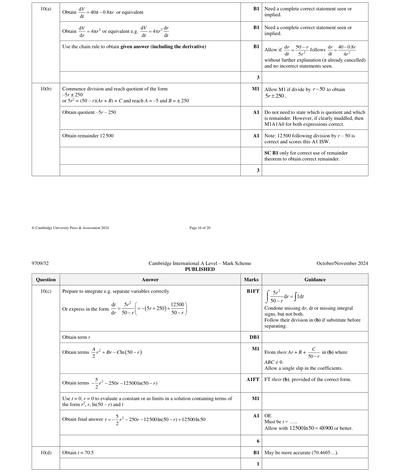 10(a)
Obtain dV/dt = 40π − 0.8πr or equivalent
B1
Need a complete correct statement seen or
implied.
Obtain dV/dr = 4πr² or equivalent e.g. dV/dt = 4πr² dr/dt
B1
Need a complete correct statement seen or
implied.
Use the chain rule to obtain given answer (including the derivative)
B1
Allow if dr/dt = (50 − r)/5r² follows dr/dt = (40 − 0.8r)/4r²
without further explanation (π already cancelled)
and no incorrect statements seen.
3
10(b)
Commence division and reach quotient of the form
−5r ± 250
or 5r² = (50 − r)(Ar + B) + C and reach A = −5 and B = ± 250
M1
Allow M1 if divide by r − 50 to obtain
5r ± 250 .
Obtain quotient −5r − 250
A1
Do not need to state which is quotient and which
is remainder. However, if clearly muddled, then
M1A1A0 for both expressions correct.
Obtain remainder 12500
A1
Note: 12500 following division by r − 50 is
correct and scores this A1 ISW.
SC B1 only for correct use of remainder
theorem to obtain correct remainder.
3
© Cambridge University Press & Assessment 2024
Page 16 of 20
9709/32
Cambridge International A Level – Mark Scheme
October/November 2024
PUBLISHED
Question
Answer
Marks
Guidance
10(c)
Prepare to integrate e.g. separate variables correctly
Or express in the form
B1FT
∫ 5r²/(50 − r) dr = ∫ 1dt
Condone missing dr, dt or missing integral
signs, but not both.
Follow their division in (b) if substitute before
separating.
Obtain term t
DB1
Obtain terms A/2 r² + Br − Cln(50 − r)
M1
From their Ar + B + C/(50 − r) in (b) where
ABC ≠ 0.
Allow a single slip in the coefficients.
Obtain terms −5/2 r² − 250r − 12500ln(50 − r)
A1FT
FT their (b), provided of the correct form.
Use t = 0, r = 0 to evaluate a constant or as limits in a solution containing terms of
the form r², r, ln(50 − r) and t
M1
Obtain final answer t = −5/2 r² − 250r − 12500ln(50 − r) + 12500ln50
A1
OE
Must be t = ….
Allow with 12500ln50 = 48900 or better.
6
10(d)
Obtain t = 70.5
B1
May be more accurate (70.4605…).
1